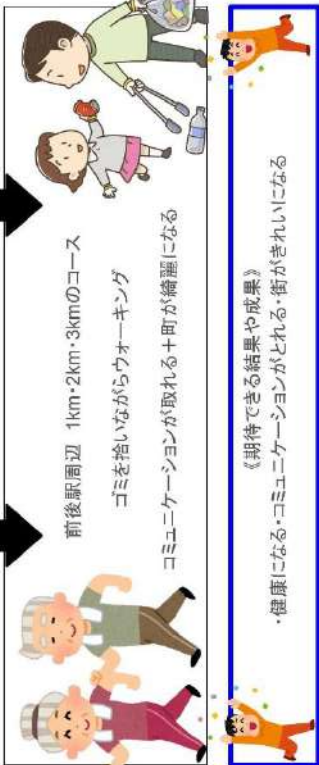 前後駅周辺 1km・2km・3kmのコース
ゴミを拾いながらウォーキング
コミュニケーションが取れる＋町が綺麗になる
《期待できる結果や成果》
・健康になる・コミュニケーションがとれる・街がきれいになる